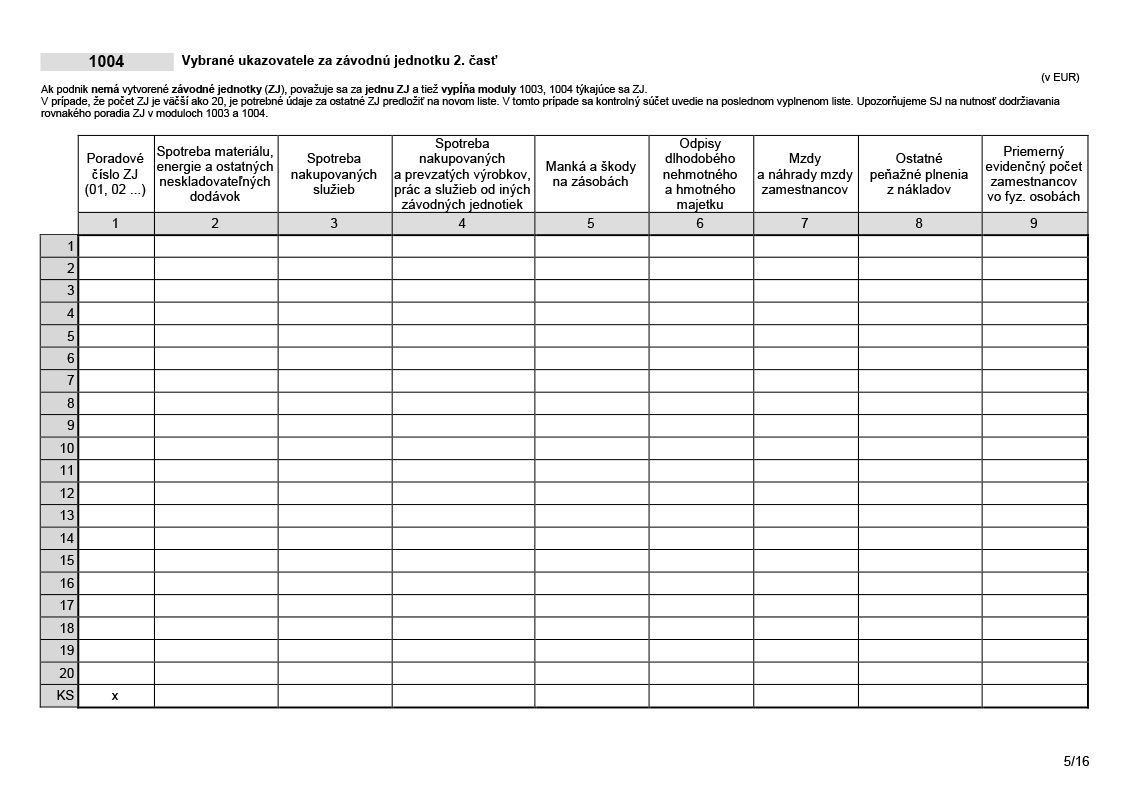 1004 Vybrané ukazovatele za závodnú jednotku 2. časť
(v EUR)
Ak podnik nemá vytvorené závodné jednotky (ZJ), považuje sa za jednu ZJ a tiež vypĺňa moduly 1003, 1004 týkajúce sa ZJ.
V prípade, že počet ZJ je väčší ako 20, je potrebné údaje za ostatné ZJ predložiť na novom liste. V tomto prípade sa kontrolný súčet uvedie na poslednom vyplnenom liste. Upozorňujeme SJ na nutnosť dodržiavania
rovnakého poradia ZJ v moduloch 1003 a 1004.
Poradové
číslo ZJ
(01, 02 ...)
Spotreba materiálu,
energie a ostatných
neskladovateľných
dodávok
Spotreba
nakupovaných
služieb
Spotreba
nakupovaných
a prevzatých výrobkov,
prác a služieb od iných
závodných jednotiek
Manká a škody
na zásobách
Odpisy
dlhodobého
nehmotného
a hmotného
majetku
Mzdy
a náhrady mzdy
zamestnancov
Ostatné
peňažné plnenia
z nákladov
Priemerný
evidenčný počet
zamestnancov
vo fyz. osobách
1 2 3 4 5 6 7 8 9
1
2
3
4
5
6
7
8
9
10
11
12
13
14
15
16
17
18
19
20
KS x
5/16